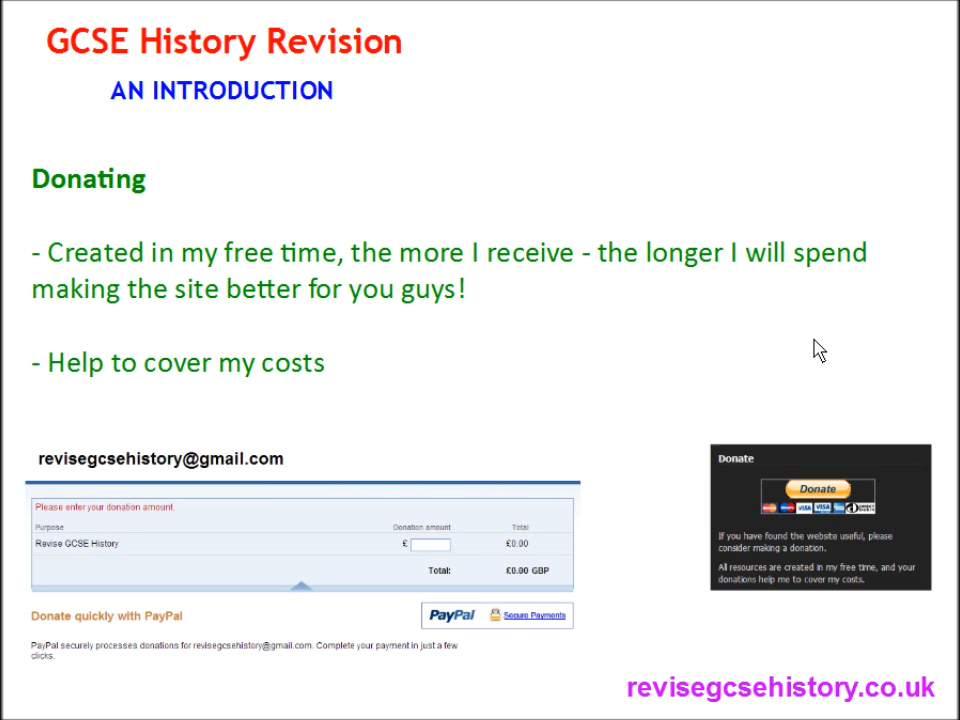 GCSE History Revision
AN INTRODUCTION
Donating
- Created in my free time, the more I receive - the longer I will spend
making the site better for you guys!
- Help to cover my costs
revisegcsehistory@gmail.com
Please enter your donation amount.
Purpose Donation amount Total
Revise GCSE History £ £0.00
Total: £0.00 GBP
Donate quickly with PayPal
PayPal Secure Payments
PayPal securely processes donations for revisegcsehistory@gmail.com. Complete your payment in just a few
clicks.
Donate
Donate
VISA VISA
If you have found the website useful, please
consider making a donation.
All resources are created in my free time, and your
donations help me to cover my costs.
revisegcsehistory.co.uk